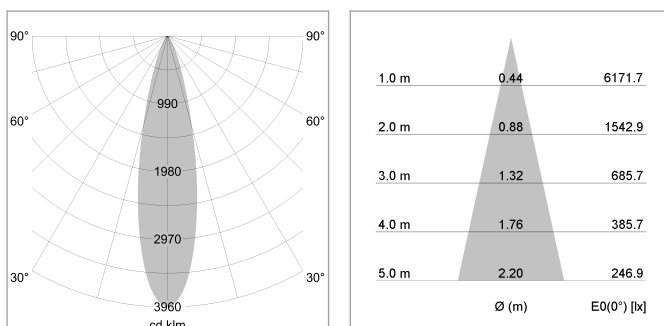 90° 90°
990
60° 60°
1980
2970
30° 30°
3960
cd klm
1.0 m 0.44 6171.7
2.0 m 0.88 1542.9
3.0 m 1.32 685.7
4.0 m 1.76 385.7
5.0 m 2.20 246.9
Ø (m) E0(0°) [lx]